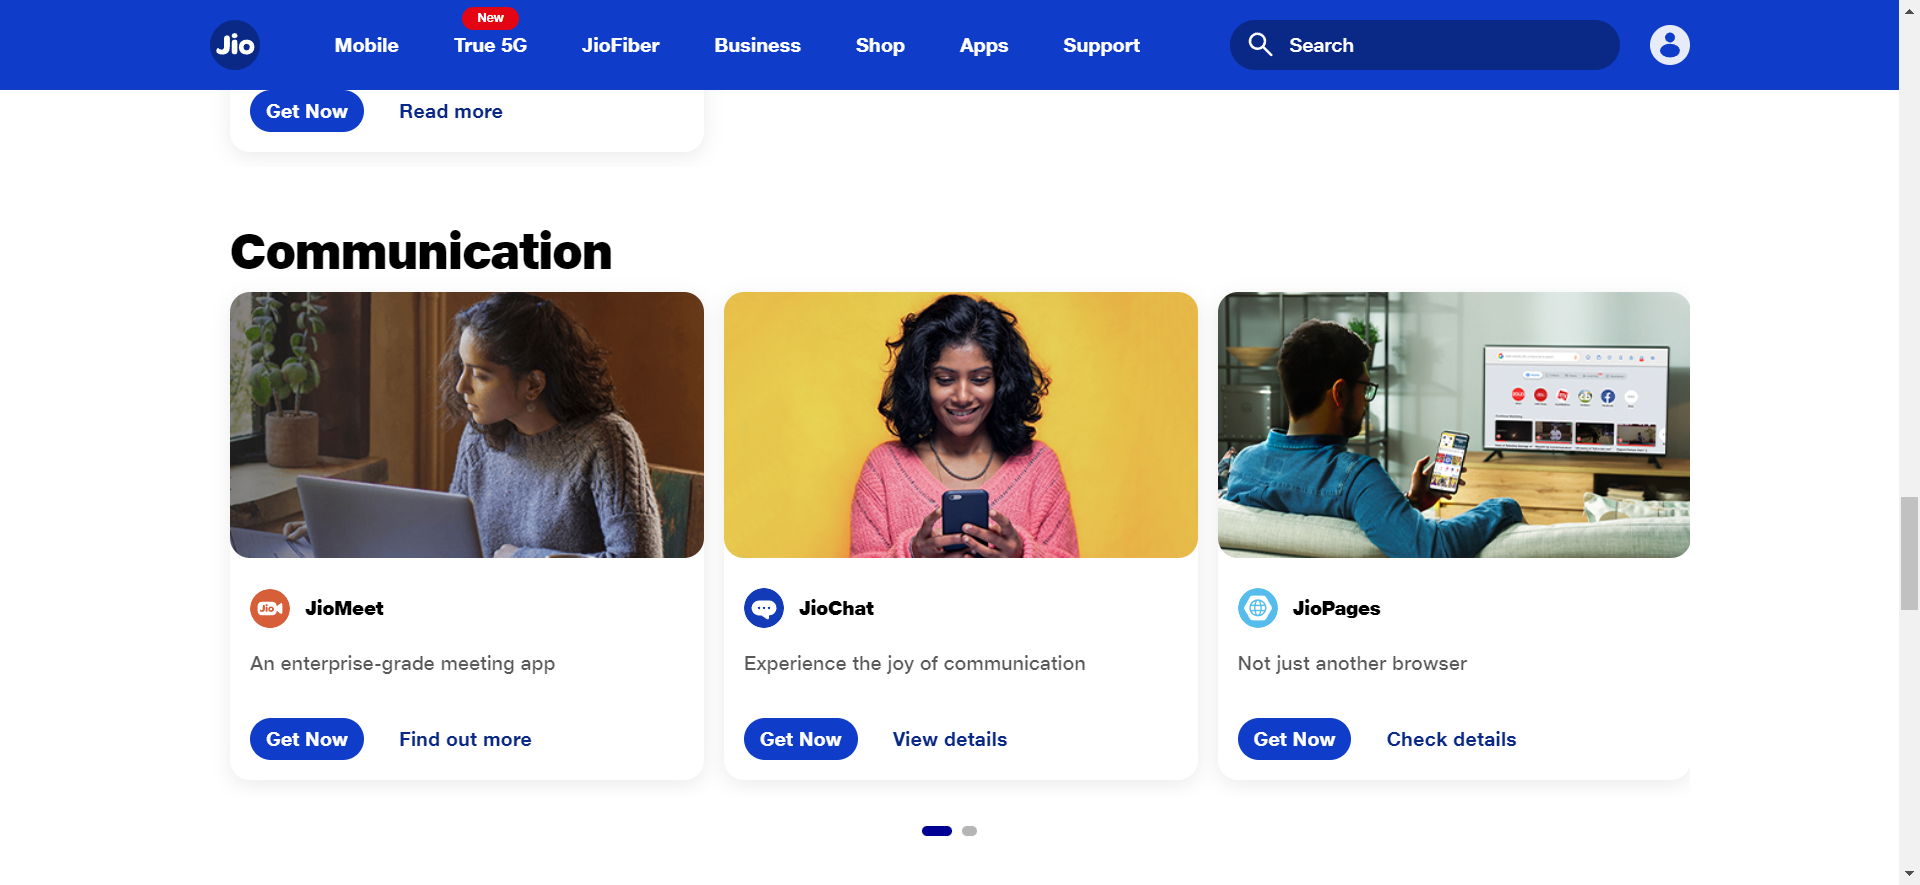 Jio
Mobile
New
True 5G
JioFiber
Business
Shop
Apps
Support
Search
Get Now
Read more
Communication
Jio
JioMeet
JioChat
JioPages
An enterprise-grade meeting app
Experience the joy of communication
Not just another browser
Get Now
Find out more
Get Now
View details
Get Now
Check details